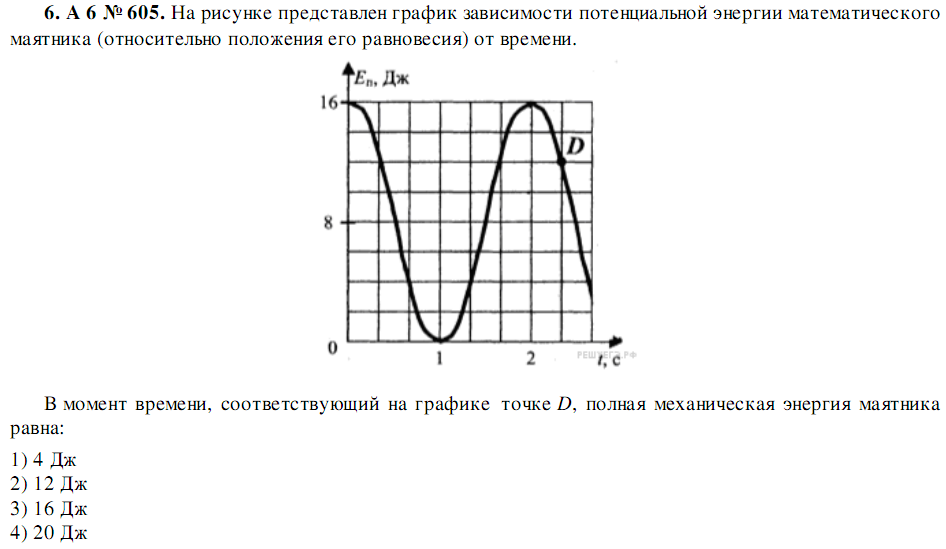 6. А 6 № 605. На рисунке представлен график зависимости потенциальной энергии математического
маятника (относительно положения его равновесия) от времени.
Eп, Дж
16
D
8
0
1
2
РЕШУЕГЭ.РФ
t, с
В момент времени, соответствующий на графике точке D, полная механическая энергия маятника
равна:
1) 4 Дж
2) 12 Дж
3) 16 Дж
4) 20 Дж